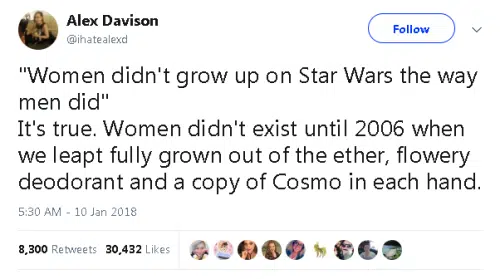 Alex Davison
@ihatealexd
Follow
"Women didn't grow up on Star Wars the way
men did"
It's true. Women didn't exist until 2006 when
we leapt fully grown out of the ether, flowery
deodorant and a copy of Cosmo in each hand.
5:30 AM - 10 Jan 2018
8,300 Retweets 30,432 Likes